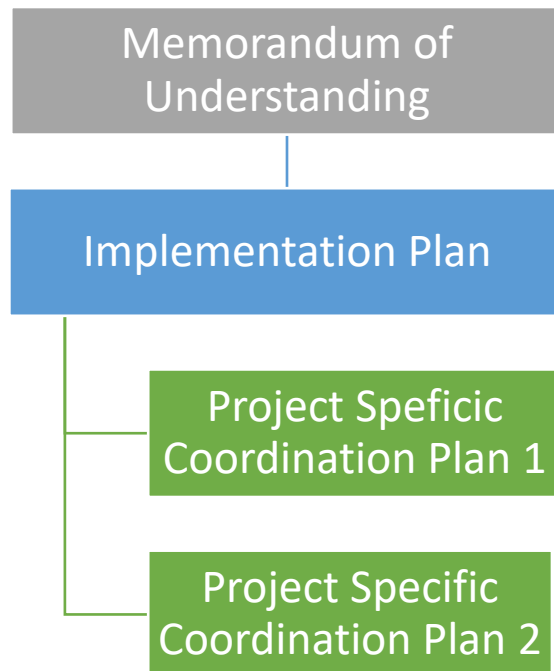 Memorandum of
Understanding
Implementation Plan
Project Speficic
Coordination Plan 1
Project Specific
Coordination Plan 2